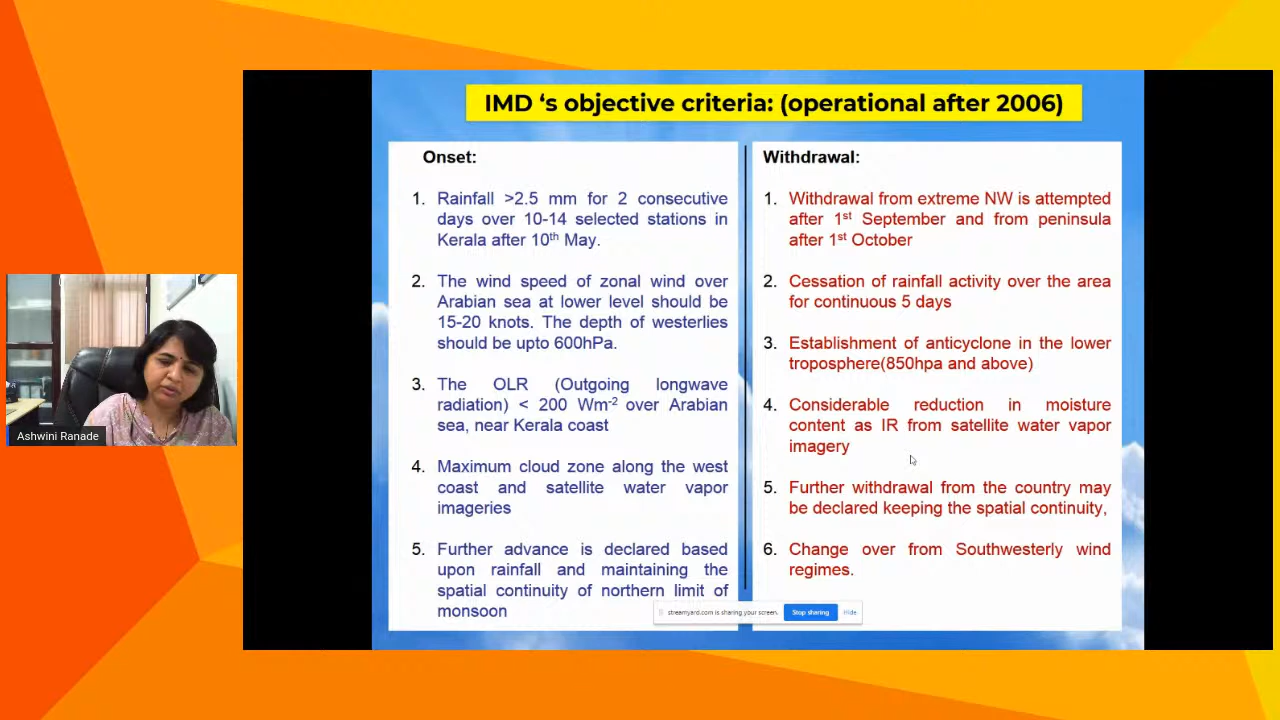 IMD ‘s objective criteria: (operational after 2006)
Onset:
1. Rainfall >2.5 mm for 2 consecutive
days over 10-14 selected stations in
Kerala after 10th May.
2. The wind speed of zonal wind over
Arabian sea at lower level should be
15-20 knots. The depth of westerlies
should be upto 600hPa.
3. The OLR (Outgoing longwave
radiation) < 200 Wm-2 over Arabian
sea, near Kerala coast
4. Maximum cloud zone along the west
coast and satellite water vapor
imageries
5. Further advance is declared based
upon rainfall and maintaining the
spatial continuity of northern limit of
monsoon
Withdrawal:
1. Withdrawal from extreme NW is attempted
after 1st September and from peninsula
after 1st October
2. Cessation of rainfall activity over the area
for continuous 5 days
3. Establishment of anticyclone in the lower
troposphere(850hpa and above)
4. Considerable reduction in moisture
content as IR from satellite water vapor
imagery
5. Further withdrawal from the country may
be declared keeping the spatial continuity,
6. Change over from Southwesterly wind
regimes.
streamyard.com is sharing your screen. Stop sharing Hide
Ashwini Ranade